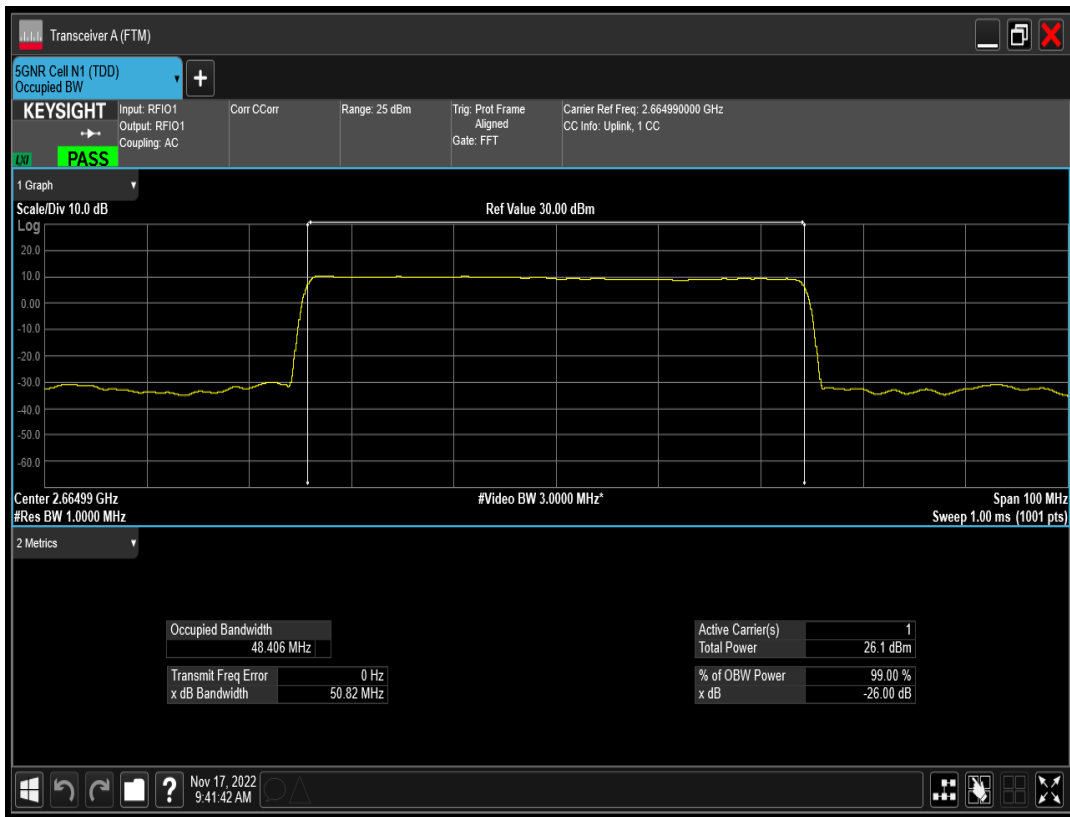 Transceiver A (FTM)
5GNR Cell N1 (TDD)
Occupied BW
+
KEYSIGHT
LXI
PASS
Input: RFIO1
Output: RFIO1
Coupling: AC
Corr CCorr
Range: 25 dBm
Trig: Prot Frame
Aligned
Gate: FFT
Carrier Ref Freq: 2.664990000 GHz
CC Info: Uplink, 1 CC
1 Graph
Scale/Div 10.0 dB
Ref Value 30.00 dBm
Log
20.0
10.0
0.00
-10.0
-20.0
-30.0
-40.0
-50.0
-60.0
Center 2.66499 GHz
#Video BW 3.0000 MHz*
Span 100 MHz
#Res BW 1.0000 MHz
Sweep 1.00 ms (1001 pts)
2 Metrics
Occupied Bandwidth
48.406 MHz
Transmit Freq Error 0 Hz
x dB Bandwidth 50.82 MHz
Active Carrier(s) 1
Total Power 26.1 dBm
% of OBW Power 99.00 %
x dB -26.00 dB
?
Nov 17, 2022
9:41:42 AM